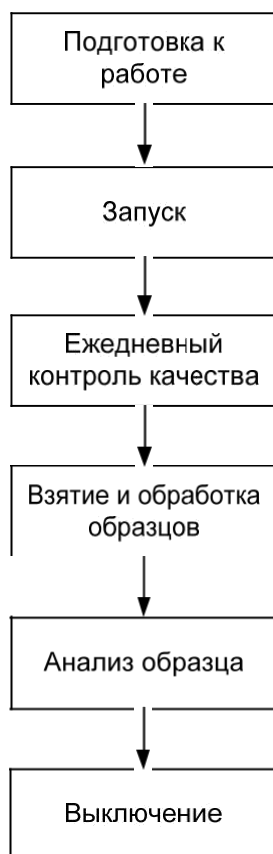 Подготовка к
работе
Запуск
Ежедневный
контроль качества
Взятие и обработка
образцов
Анализ образца
Выключение